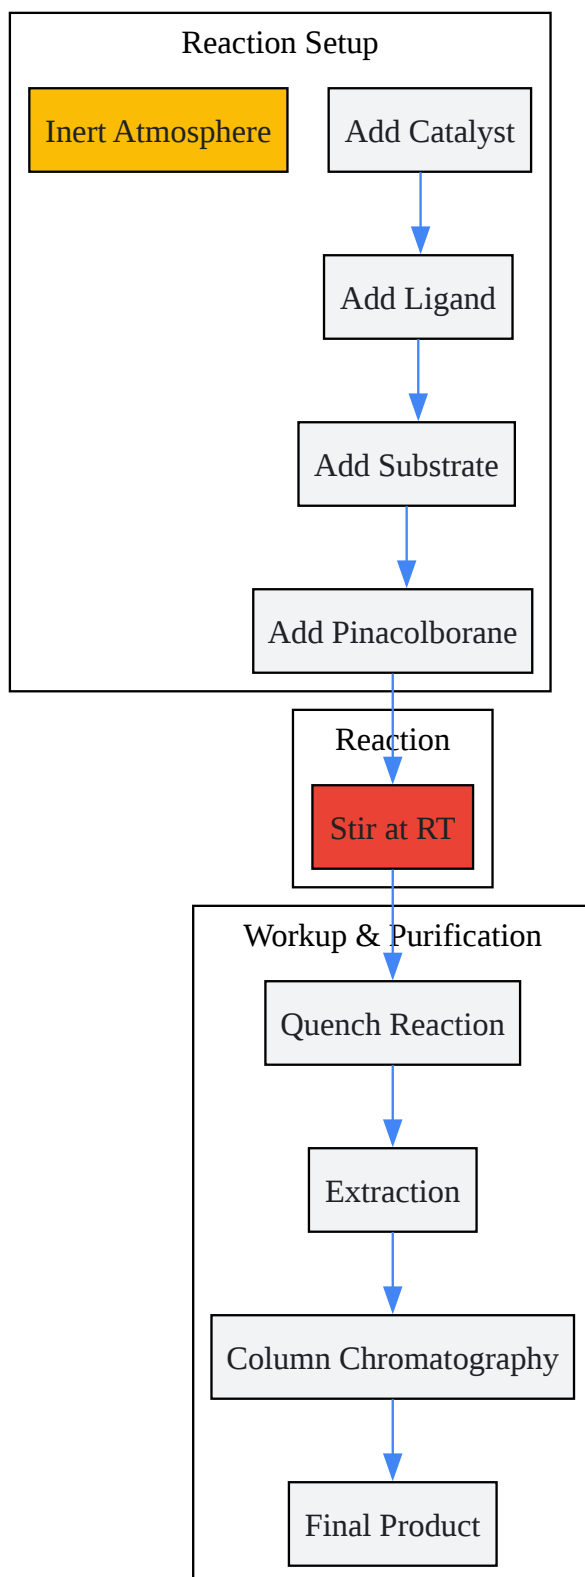 Reaction Setup
Inert Atmosphere
Add Catalyst
Add Ligand
Add Substrate
Add Pinacolborane
Reaction
Stir at RT
Workup & Purification
Quench Reaction
Extraction
Column Chromatography
Final Product